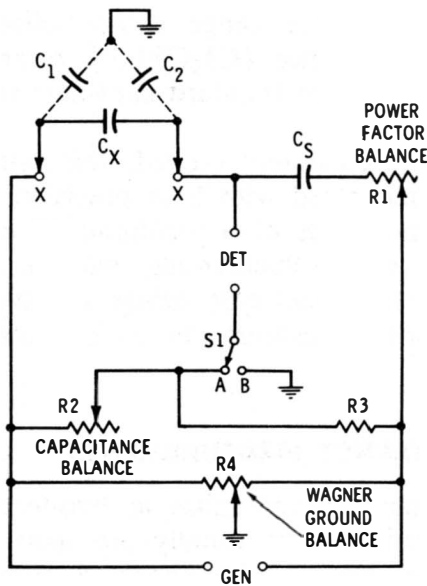 C1
C2
CX
X
X
CS
POWER
FACTOR
BALANCE
R1
DET
S1
A
B
R2
CAPACITANCE
BALANCE
R3
R4
WAGNER
GROUND
BALANCE
GEN